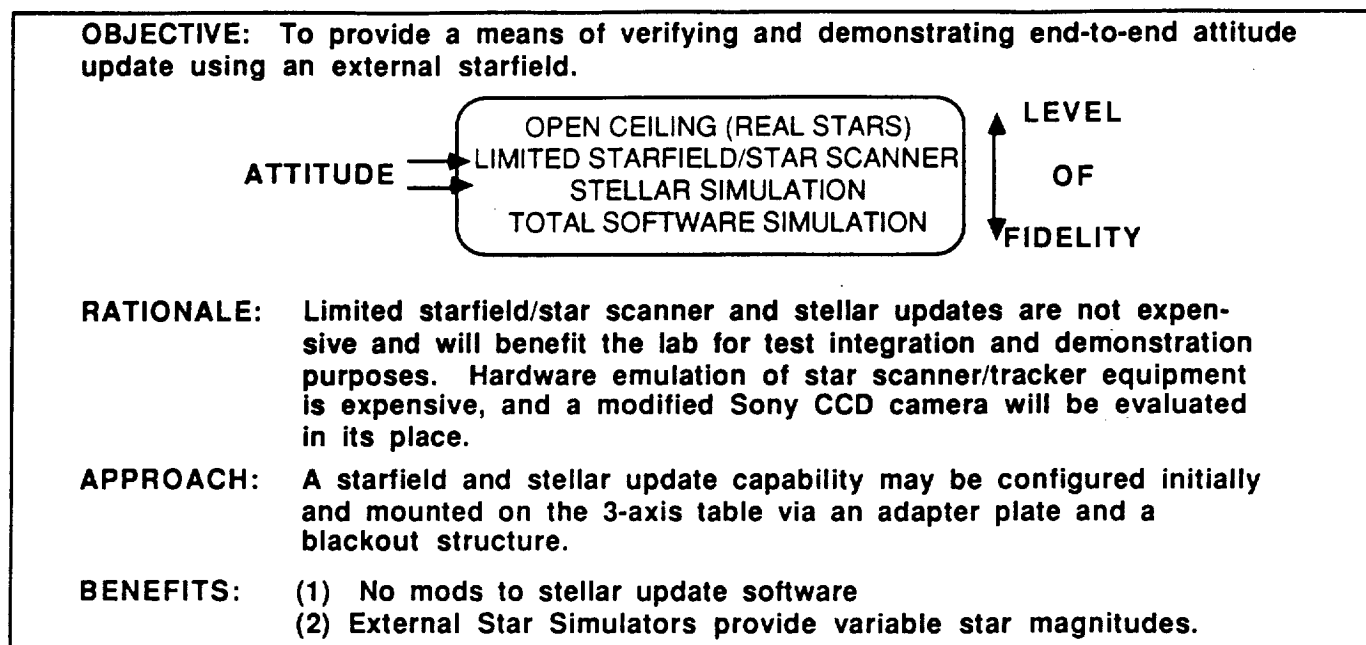 OBJECTIVE: To provide a means of verifying and demonstrating end-to-end attitude
update using an external starfield.
ATTITUDE
OPEN CEILING (REAL STARS)
LIMITED STARFIELD/STAR SCANNER
STELLAR SIMULATION
TOTAL SOFTWARE SIMULATION
LEVEL
OF
FIDELITY
RATIONALE: Limited starfield/star scanner and stellar updates are not expen-
sive and will benefit the lab for test integration and demonstration
purposes. Hardware emulation of star scanner/tracker equipment
is expensive, and a modified Sony CCD camera will be evaluated
in its place.
APPROACH: A starfield and stellar update capability may be configured initially
and mounted on the 3-axis table via an adapter plate and a
blackout structure.
BENEFITS: (1) No mods to stellar update software
(2) External Star Simulators provide variable star magnitudes.